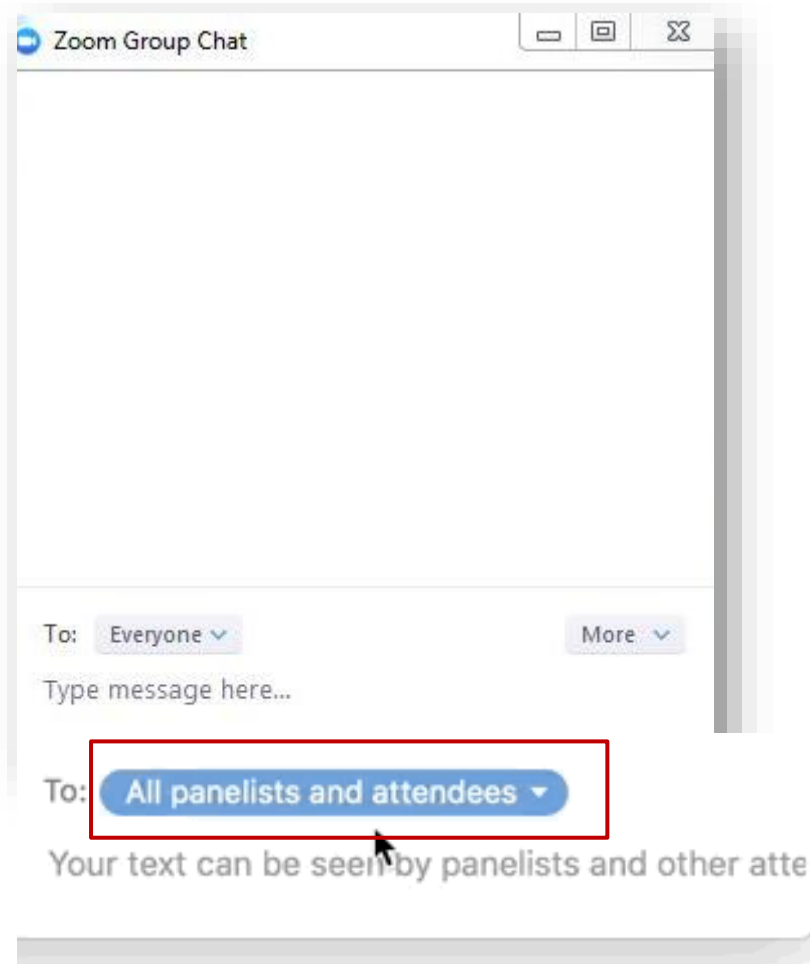 Zoom Group Chat
To: Everyone More
Type message here...
To: All panelists and attendees
Your text can be seen by panelists and other atte